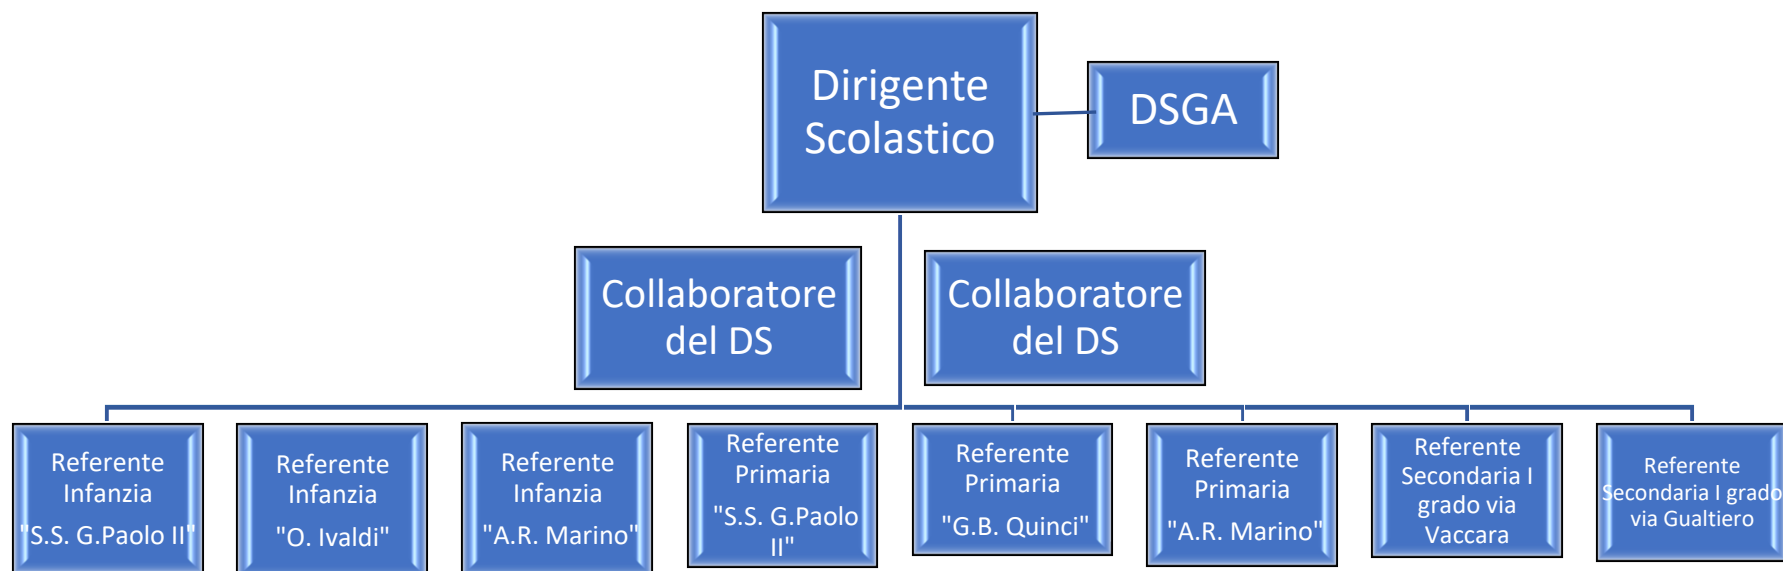 Dirigente
Scolastico
DSGA
Collaboratore
del DS
Collaboratore
del DS
Referente
Infanzia
"S.S. G.Paolo II"
Referente
Infanzia
"O. Ivaldi"
Referente
Infanzia
"A.R. Marino"
Referente
Primaria
"S.S. G.Paolo
II"
Referente
Primaria
"G.B. Quinci"
Referente
Primaria
"A.R. Marino"
Referente
Secondaria I
grado via
Vaccara
Referente
Secondaria I grado
via Gualtiero